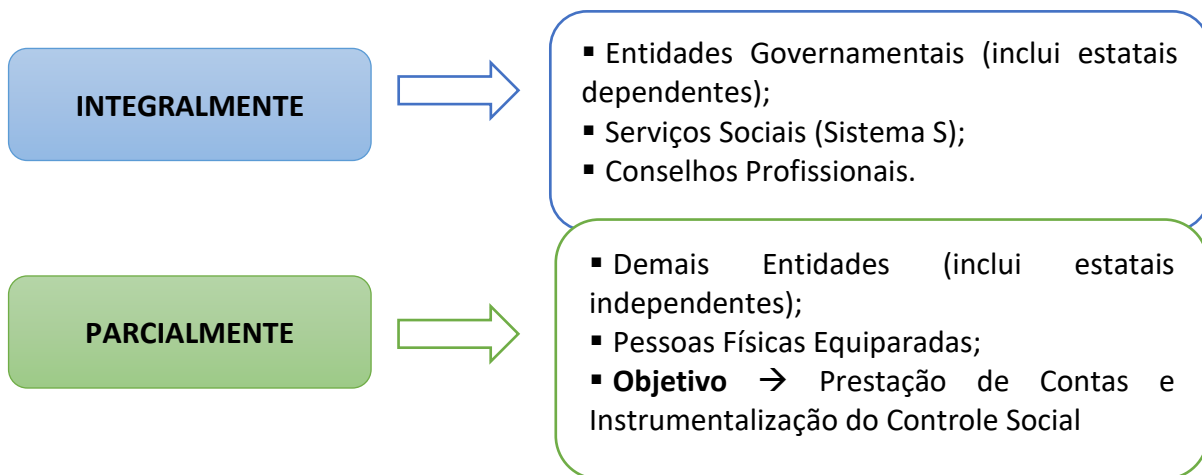 INTEGRALMENTE
▪ Entidades Governamentais (inclui estatais
dependentes);
▪ Serviços Sociais (Sistema S);
▪ Conselhos Profissionais.
PARCIALMENTE
▪ Demais Entidades (inclui estatais
independentes);
▪ Pessoas Físicas Equiparadas;
▪ Objetivo → Prestação de Contas e
Instrumentalização do Controle Social